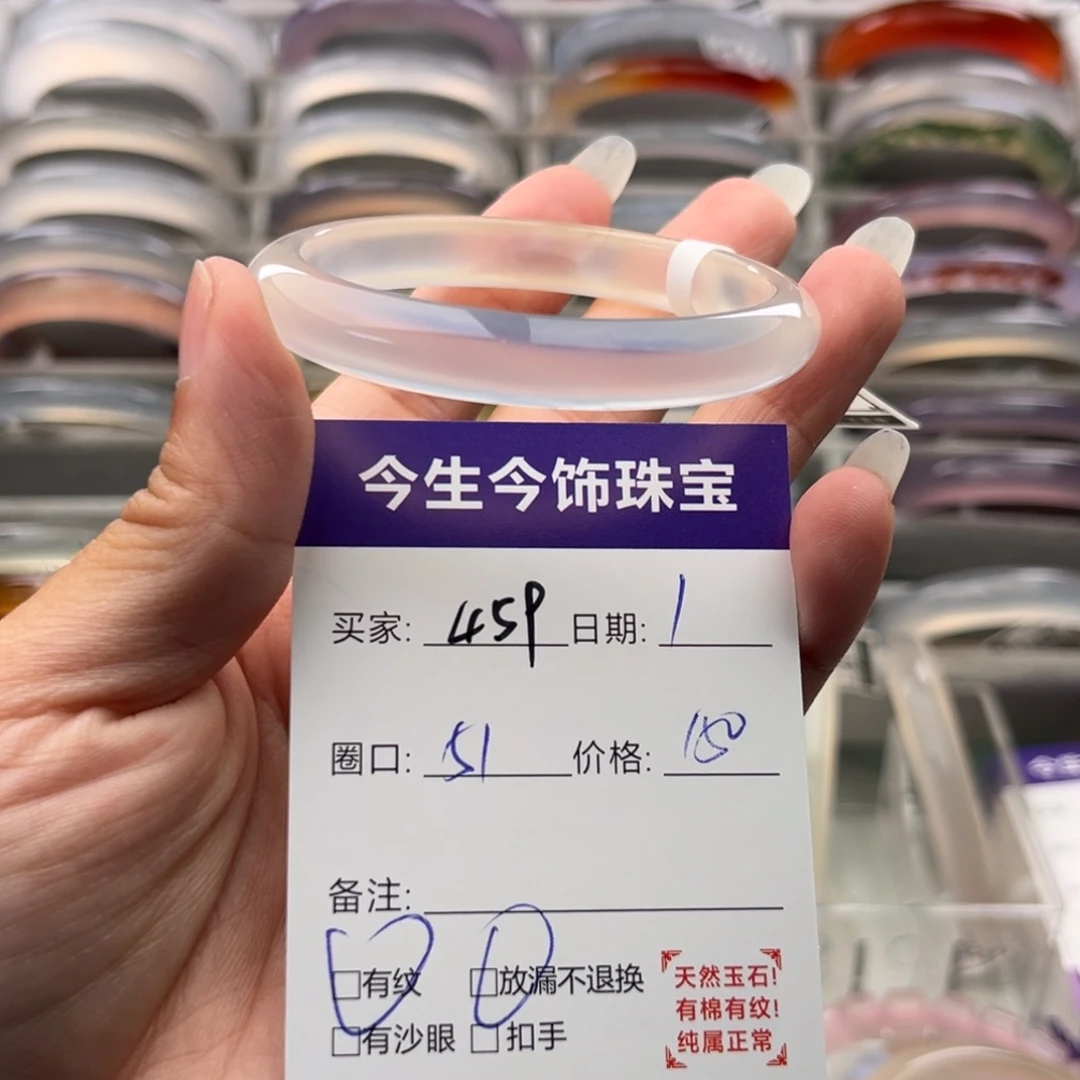 今生今饰珠宝
买家: 459 日期: 1
圈口: 51 价格: 150
备注:
□有纹 □放漏不退换
□有沙眼 □扣手
天然玉石!
有棉有纹!
纯属正常